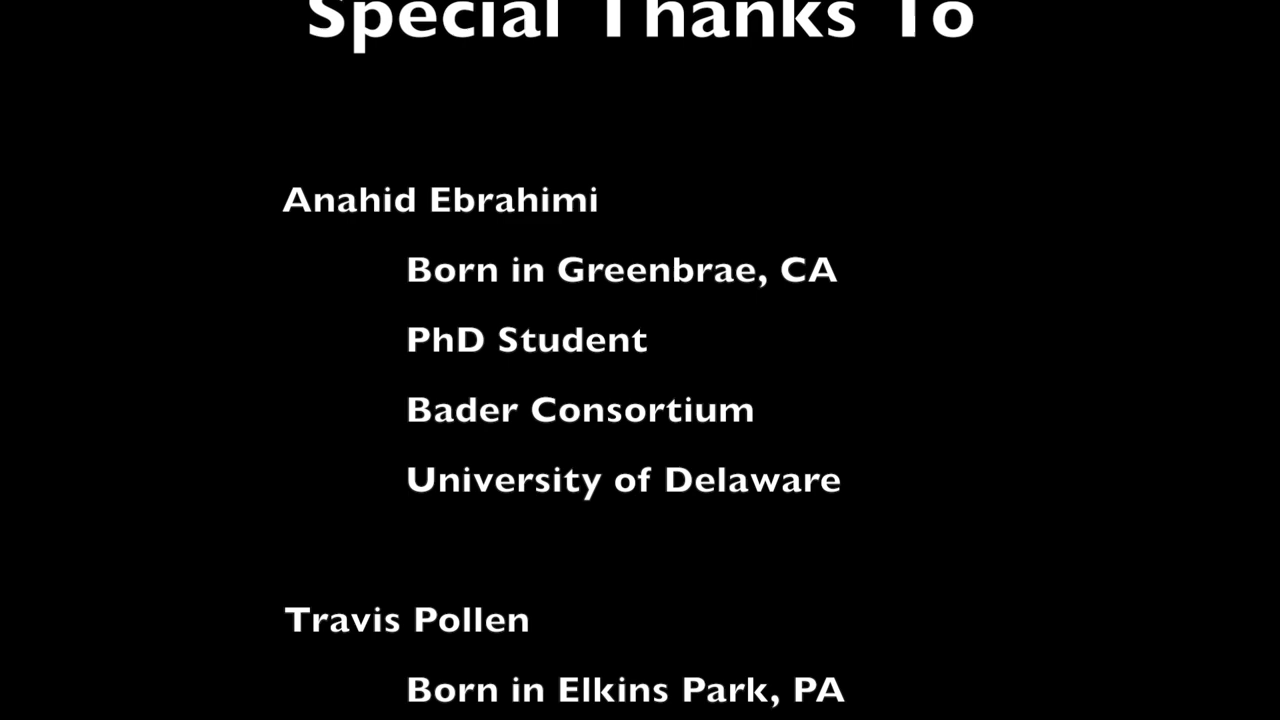 Special Thanks To
Anahid Ebrahimi
Born in Greenbrae, CA
PhD Student
Bader Consortium
University of Delaware
Travis Pollen
Born in Elkins Park, PA